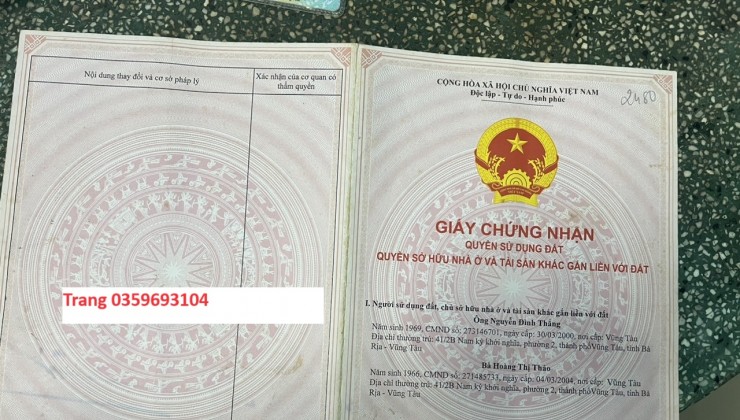 Nội dung thay đổi và cơ sở pháp lý
Xác nhận của cơ quan có
thẩm quyền
Trang 0359693104
CỘNG HÒA XÃ HỘI CHỦ NGHĨA VIỆT NAM
Độc lập - Tự do - Hạnh phúc
2480
GIẤY CHỨNG NHẬN
QUYỀN SỬ DỤNG ĐẤT
QUYỀN SỞ HỮU NHÀ Ở VÀ TÀI SẢN KHÁC GẮN LIỀN VỚI ĐẤT
I. Người sử dụng đất, chủ sở hữu nhà ở và tài sản khác gắn liền với đất
Ông Nguyễn Đình Thăng
Năm sinh 1969, CMND số: 273146701, cấp ngày: 30/03/2000, nơi cấp: Vũng Tàu
Địa chỉ thường trú: 41/2B Nam kỳ khởi nghĩa, phường 2, thành phốVũng Tàu, tỉnh Bà
Rịa - Vũng Tàu
Bà Hoàng Thị Thảo
Năm sinh 1966, CMND số: 271485733, ngày cấp: 04/03/2004, nơi cấp: Vũng Tàu
Địa chỉ thường trú: 41/2B Nam kỳ khởi nghĩa, phường 2, thành phố Vũng Tàu, tỉnh Bà
Rịa - Vũng Tàu